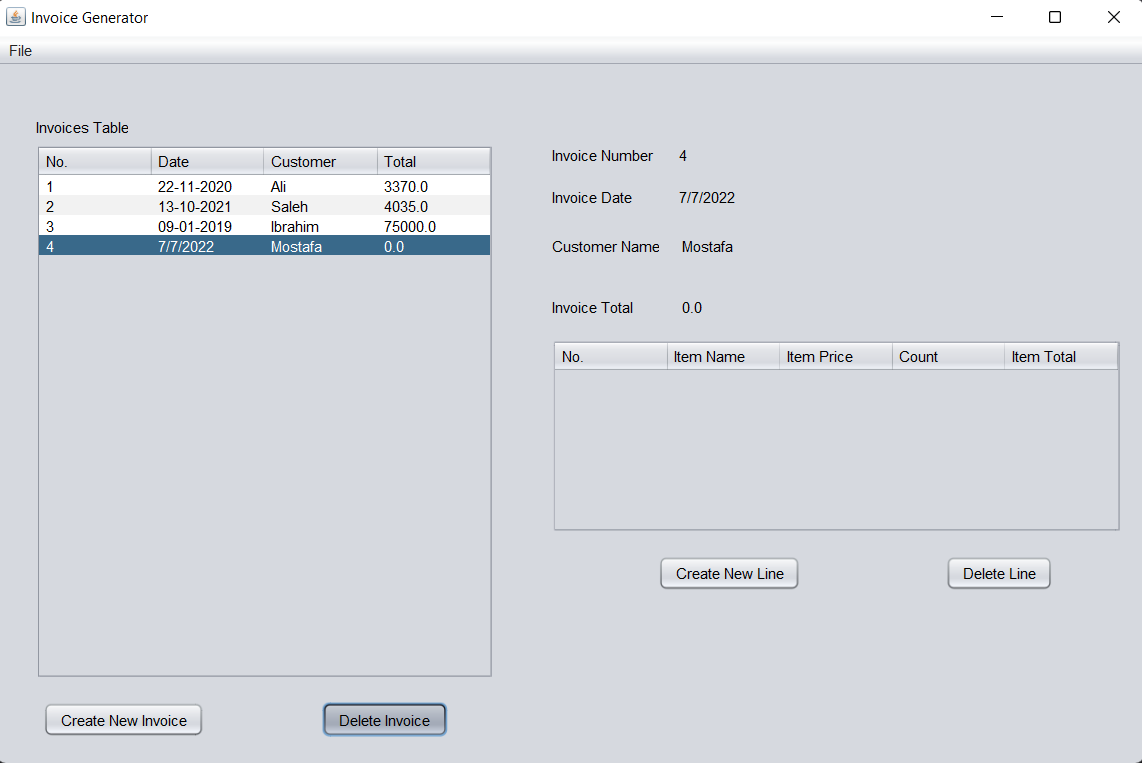 Invoice Generator
File
Invoices Table
No. Date Customer Total
1 22-11-2020 Ali 3370.0
2 13-10-2021 Saleh 4035.0
3 09-01-2019 Ibrahim 75000.0
4 7/7/2022 Mostafa 0.0
Create New Invoice Delete Invoice
Invoice Number 4
Invoice Date 7/7/2022
Customer Name Mostafa
Invoice Total 0.0
No. Item Name Item Price Count Item Total
Create New Line Delete Line